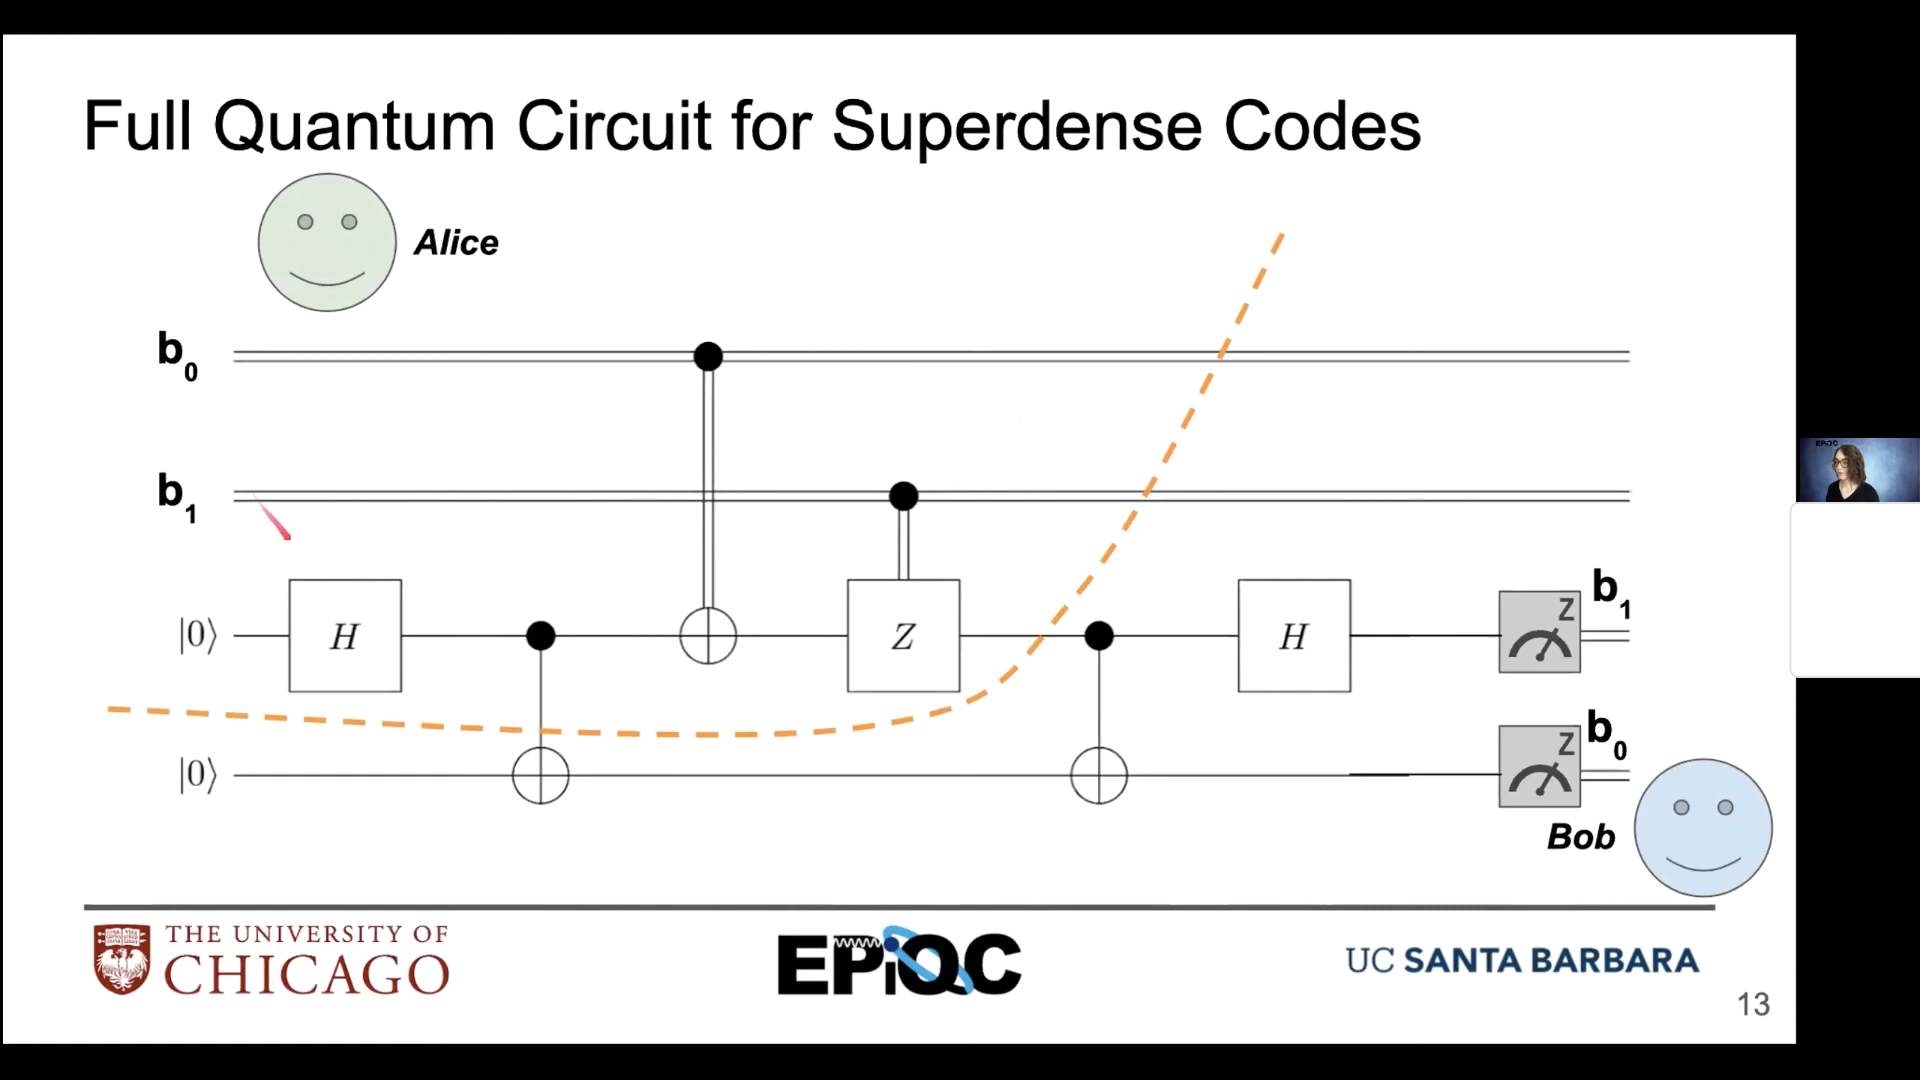 Full Quantum Circuit for Superdense Codes
Alice
b0
b1
|0⟩ H Z H Z b1
|0⟩ Z b0
Bob
THE UNIVERSITY OF
CHICAGO
EPiQC
UC SANTA BARBARA
13
EPiQC